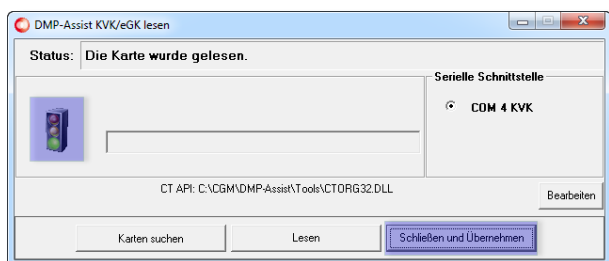 DMP-Assist KVK/eGK lesen
Status: Die Karte wurde gelesen.
Serielle Schnittstelle
COM 4 KVK
CT API: C:\CGM\DMP-Assist\Tools\CTORG32.DLL
Bearbeiten
Karten suchen Lesen Schließen und Übernehmen